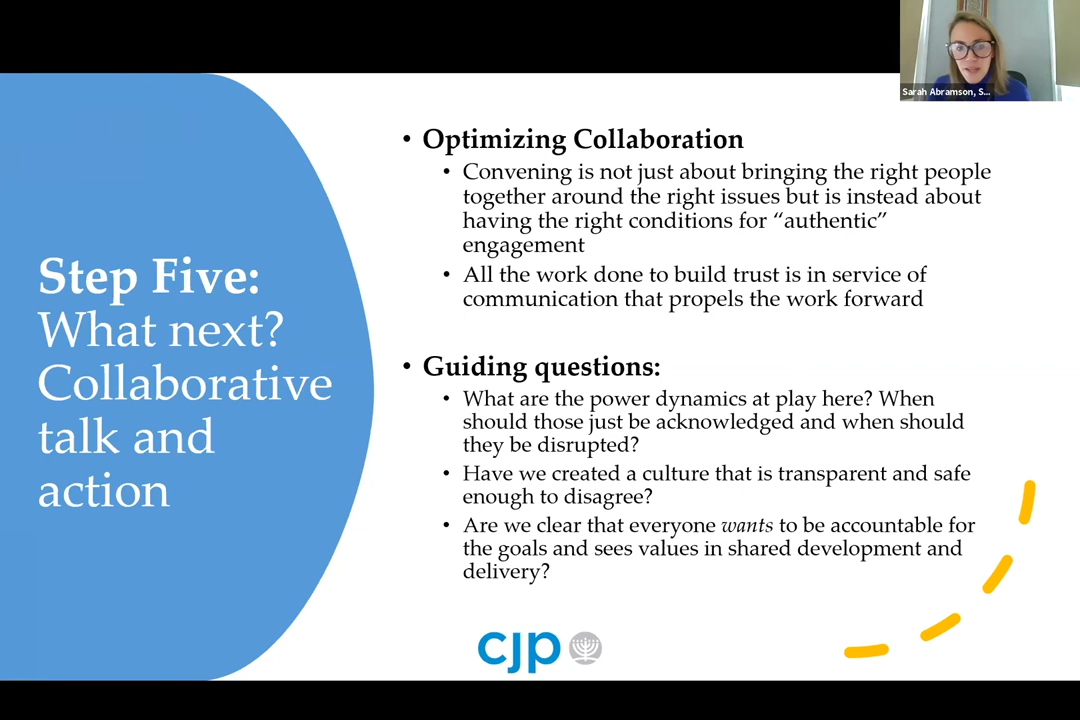 Sarah Abramson, S...
Step Five:
What next?
Collaborative
talk and
action
• Optimizing Collaboration
• Convening is not just about bringing the right people
together around the right issues but is instead about
having the right conditions for “authentic”
engagement
• All the work done to build trust is in service of
communication that propels the work forward
• Guiding questions:
• What are the power dynamics at play here? When
should those just be acknowledged and when should
they be disrupted?
• Have we created a culture that is transparent and safe
enough to disagree?
• Are we clear that everyone wants to be accountable for
the goals and sees values in shared development and
delivery?
cjp